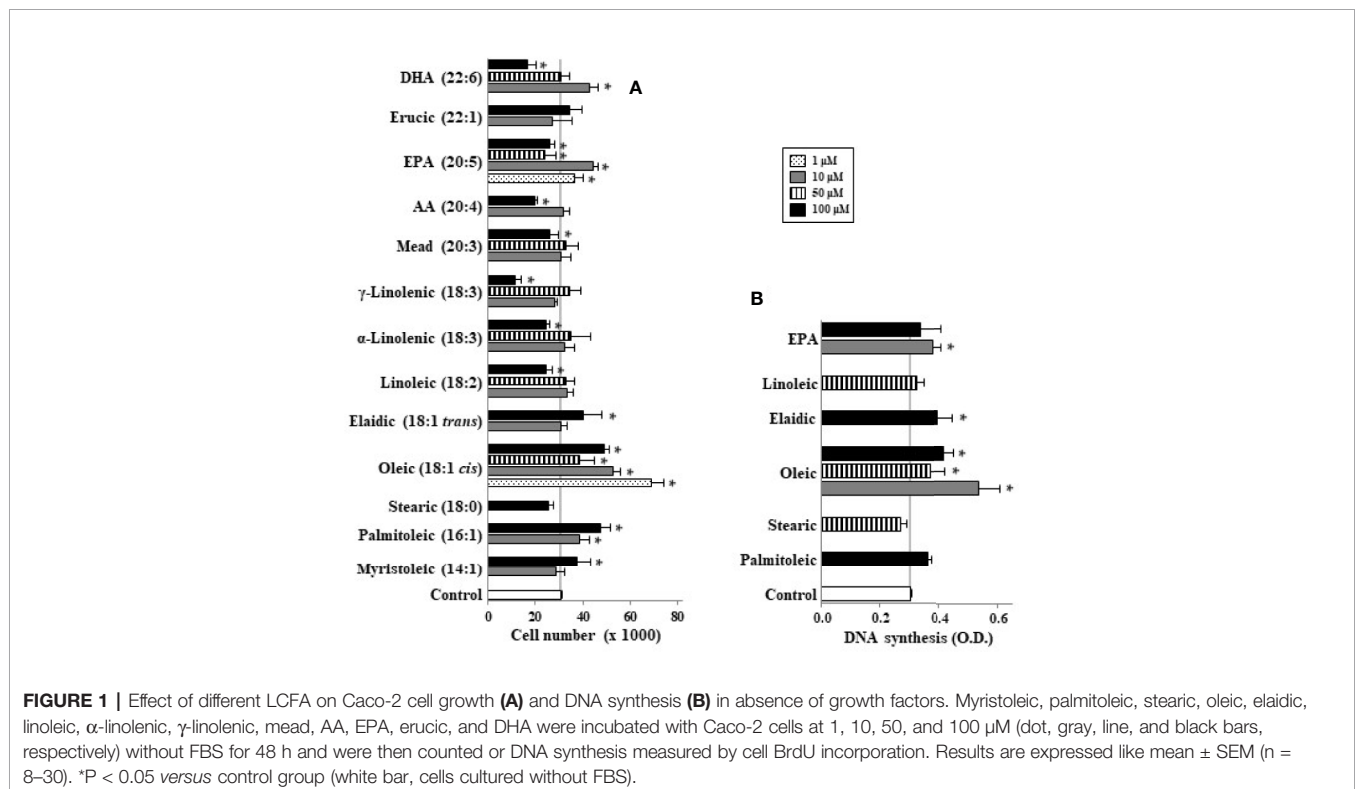 DHA (22:6)
Erucic (22:1)
EPA (20:5)
AA (20:4)
Mead (20:3)
γ-Linolenic (18:3)
α-Linolenic (18:3)
Linoleic (18:2)
Elaidic (18:1 trans)
Oleic (18:1 cis)
Stearic (18:0)
Palmitoleic (16:1)
Myristoleic (14:1)
Control
* * * * * * * * * * * * * * * * * * * *
0 20 40 60 80
Cell number (x 1000)
A
1 µM
10 µM
50 µM
100 µM
B
EPA
Linoleic
Elaidic
Oleic
Stearic
Palmitoleic
Control
* * * * *
0.0 0.2 0.4 0.6
DNA synthesis (O.D.)
FIGURE 1 | Effect of different LCFA on Caco-2 cell growth (A) and DNA synthesis (B) in absence of growth factors. Myristoleic, palmitoleic, stearic, oleic, elaidic,
linoleic, α-linolenic, γ-linolenic, mead, AA, EPA, erucic, and DHA were incubated with Caco-2 cells at 1, 10, 50, and 100 µM (dot, gray, line, and black bars,
respectively) without FBS for 48 h and were then counted or DNA synthesis measured by cell BrdU incorporation. Results are expressed like mean ± SEM (n =
8–30). *P < 0.05 versus control group (white bar, cells cultured without FBS).